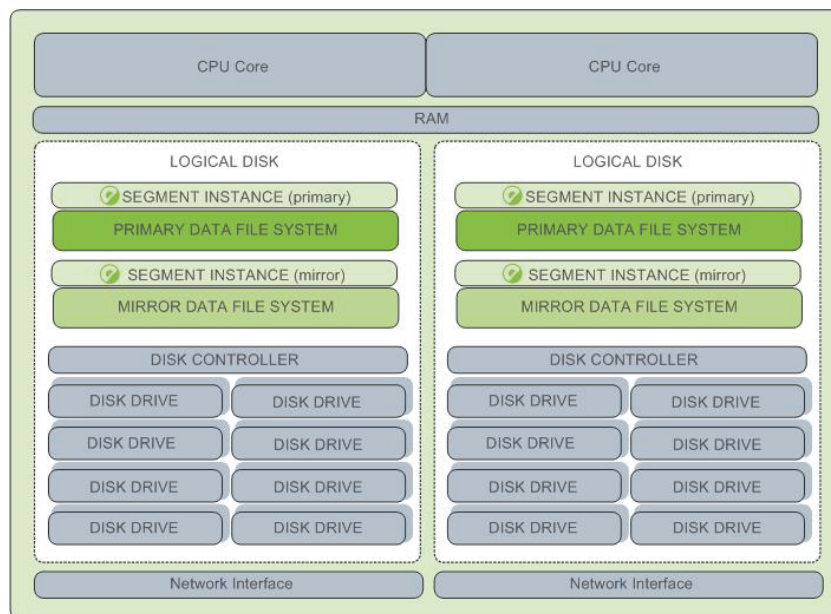 CPU Core
CPU Core
RAM
LOGICAL DISK
SEGMENT INSTANCE (primary)
PRIMARY DATA FILE SYSTEM
SEGMENT INSTANCE (mirror)
MIRROR DATA FILE SYSTEM
DISK CONTROLLER
DISK DRIVE
DISK DRIVE
DISK DRIVE
DISK DRIVE
DISK DRIVE
DISK DRIVE
DISK DRIVE
DISK DRIVE
Network Interface
LOGICAL DISK
SEGMENT INSTANCE (primary)
PRIMARY DATA FILE SYSTEM
SEGMENT INSTANCE (mirror)
MIRROR DATA FILE SYSTEM
DISK CONTROLLER
DISK DRIVE
DISK DRIVE
DISK DRIVE
DISK DRIVE
DISK DRIVE
DISK DRIVE
DISK DRIVE
DISK DRIVE
Network Interface